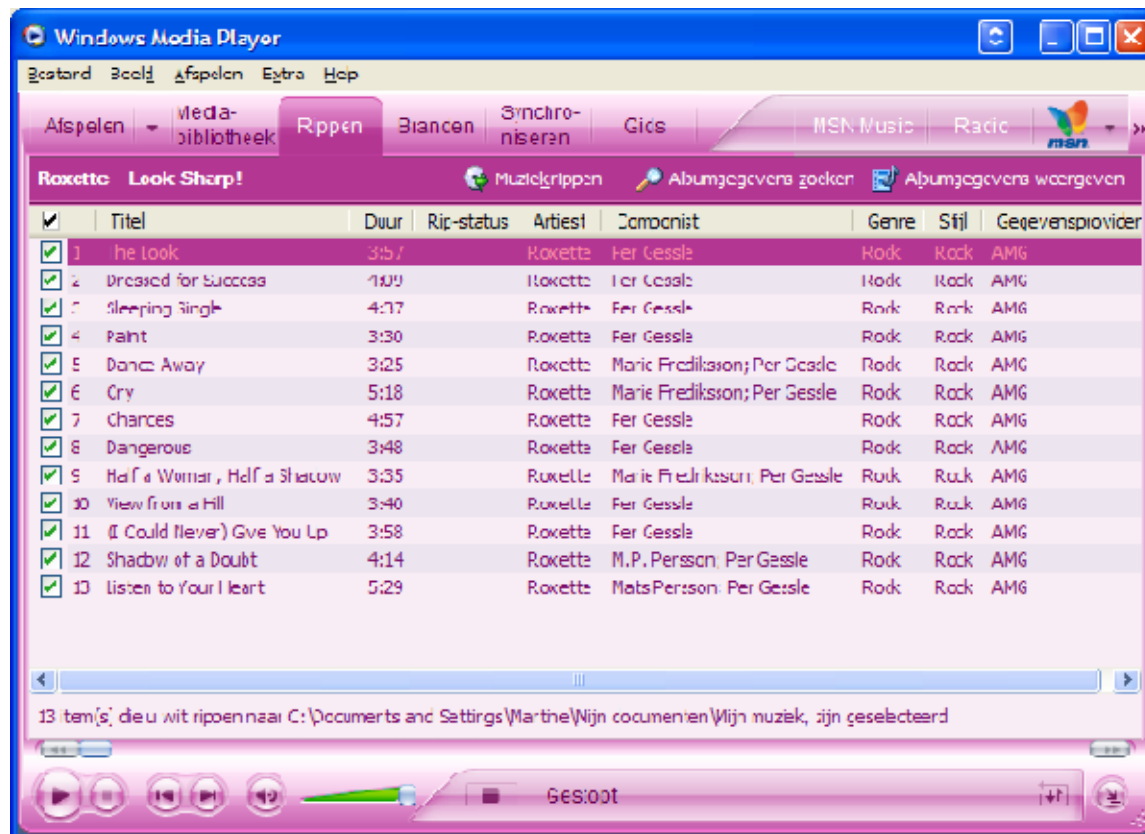 Windows Media Player
Bestand Beeld Afspelen Extra Help
Afspelen Media-bibliotheek Rippen Branden Synchro-niseren Gids MSN Music Radio msn
Roxette Look Sharp! Muziek rippen Albumgegevens zoeken Albumgegevens weergeven
Titel Duur Rip-status Artiest Componist Genre Stijl Gegevensprovider
1 The Look 3:57 Roxette Per Gessle Rock Rock AMG
2 Dressed for Success 4:09 Roxette Per Gessle Rock Rock AMG
3 Sleeping Single 4:37 Roxette Per Gessle Rock Rock AMG
4 Paint 3:30 Roxette Per Gessle Rock Rock AMG
5 Dance Away 3:25 Roxette Marie Frediksson; Per Gessle Rock Rock AMG
6 Cry 5:18 Roxette Marie Frediksson; Per Gessle Rock Rock AMG
7 Chances 4:57 Roxette Per Gessle Rock Rock AMG
8 Dangerous 3:48 Roxette Per Gessle Rock Rock AMG
9 Half a Woman, Half a Shadow 3:35 Roxette Marie Fredriksson; Per Gessle Rock Rock AMG
10 View from a Hill 3:40 Roxette Per Gessle Rock Rock AMG
11 (I Could Never) Give You Up 3:58 Roxette Per Gessle Rock Rock AMG
12 Shadow of a Doubt 4:14 Roxette M.P. Persson; Per Gessle Rock Rock AMG
13 Listen to Your Heart 5:29 Roxette Mats Persson; Per Gessle Rock Rock AMG
13 item(s) die u wilt rippen naar C:\Documents and Settings\Martine\Mijn documenten\Mijn muziek, zijn geselecteerd
Gestopt